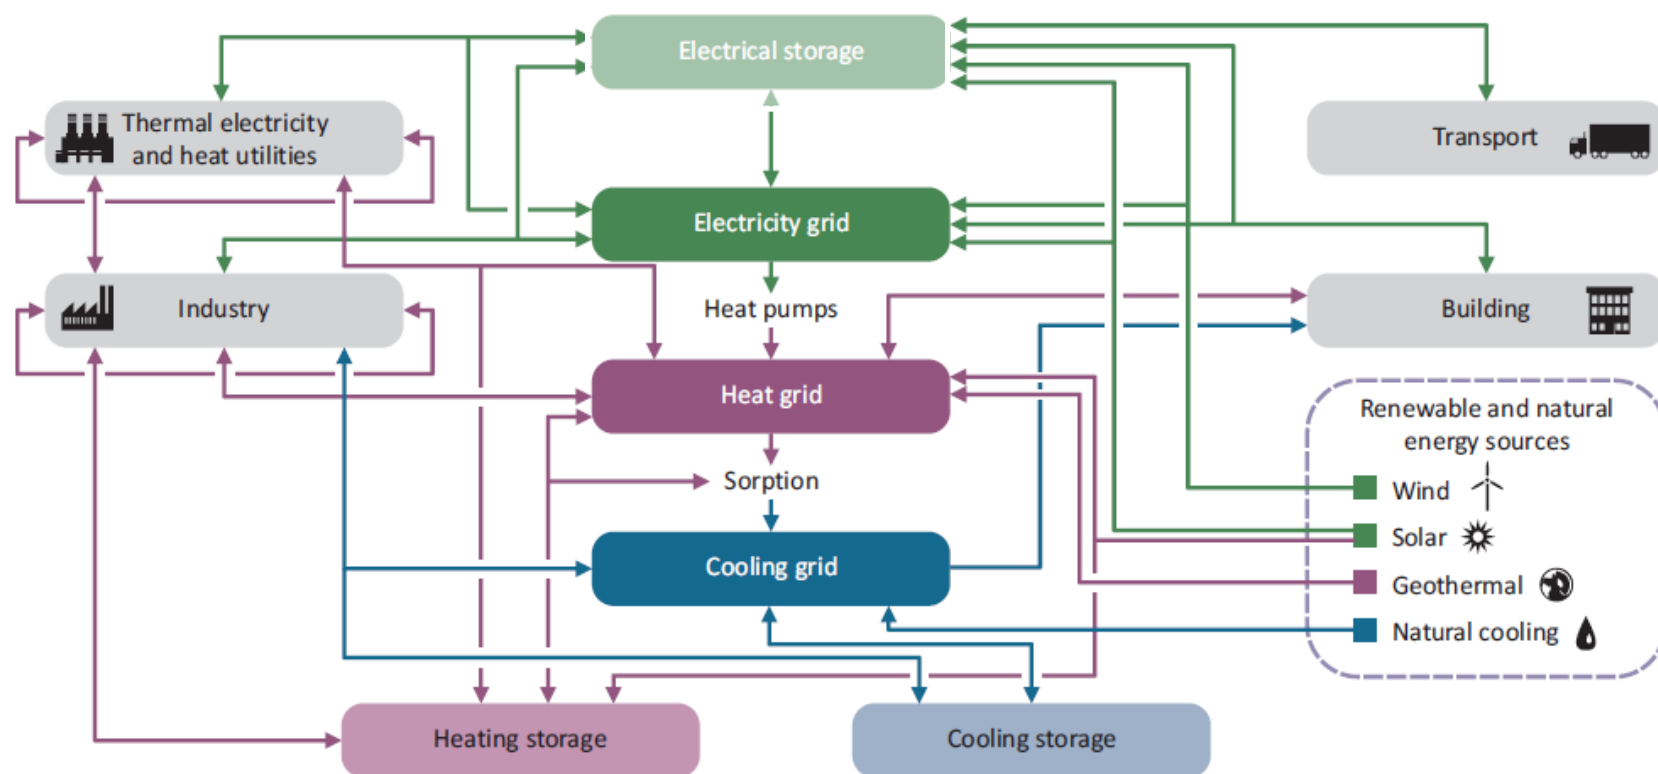 Electrical storage
Thermal electricity
and heat utilities
Transport
Electricity grid
Industry
Heat pumps
Building
Heat grid
Renewable and natural
energy sources
Sorption
Wind
Solar
Cooling grid
Geothermal
Natural cooling
Heating storage
Cooling storage